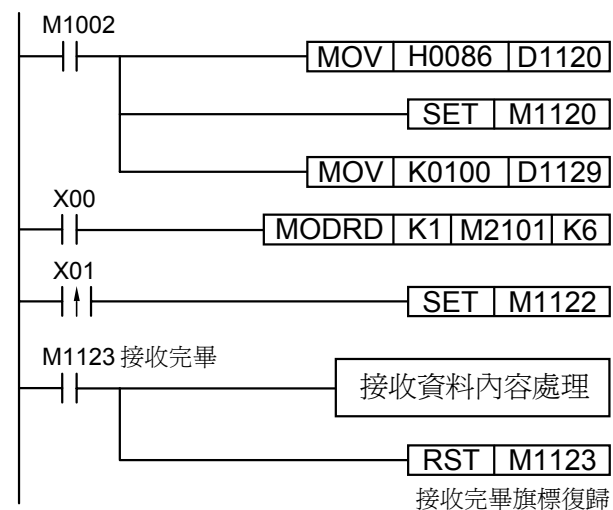 M1002
MOV H0086 D1120
SET M1120
MOV K0100 D1129
X00
MODRD K1 M2101 K6
X01
SET M1122
M1123 接收完畢
接收資料內容處理
RST M1123
接收完畢旗標復歸